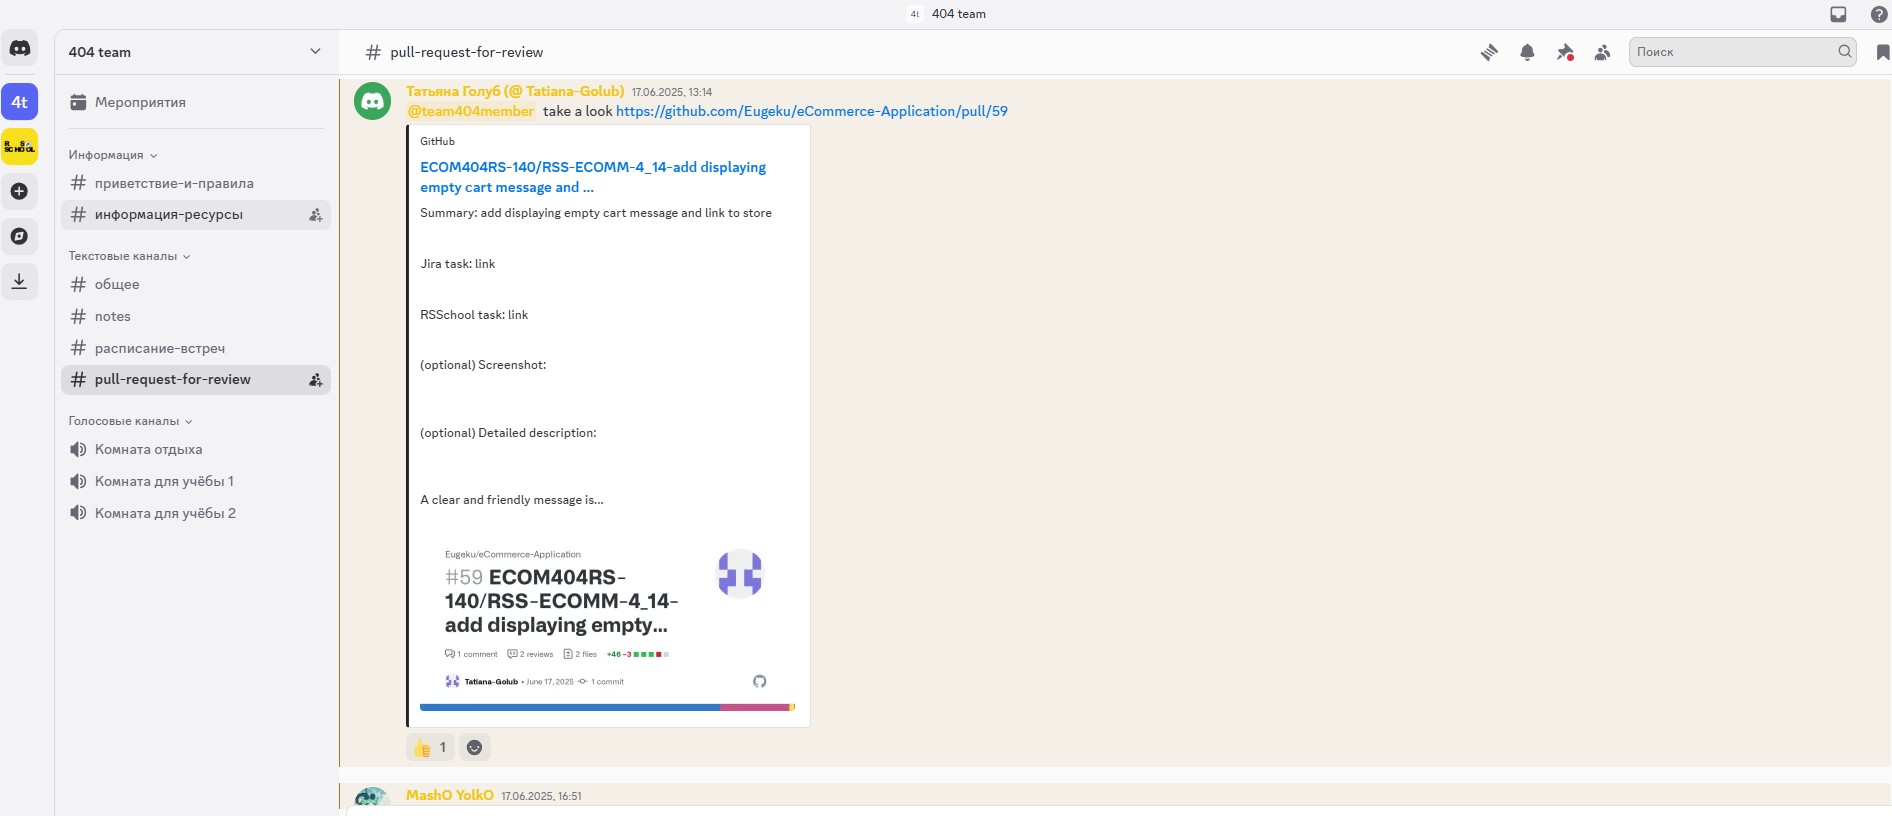 4t 404 team
404 team
pull-request-for-review
Поиск
4t
Мероприятия
Информация
приветствие-и-правила
информация-ресурсы
Текстовые каналы
общее
notes
расписание-встреч
pull-request-for-review
Голосовые каналы
Комната отдыха
Комната для учёбы 1
Комната для учёбы 2
Татьяна Голуб (@ Tatiana-Golub) 17.06.2025, 13:14
@team404member take a look https://github.com/Eugeku/eCommerce-Application/pull/59
GitHub
ECOM404RS-140/RSS-ECOMM-4_14-add displaying
empty cart message and ...
Summary: add displaying empty cart message and link to store
Jira task: link
RSSchool task: link
(optional) Screenshot:
(optional) Detailed description:
A clear and friendly message is...
Eugeku/eCommerce-Application
#59 ECOM404RS-
140/RSS-ECOMM-4_14-
add displaying empty...
1 comment 2 reviews 2 files +46 -3
Tatiana-Golub • June 17, 2025 1 commit
1
MashO YolkO 17.06.2025, 16:51